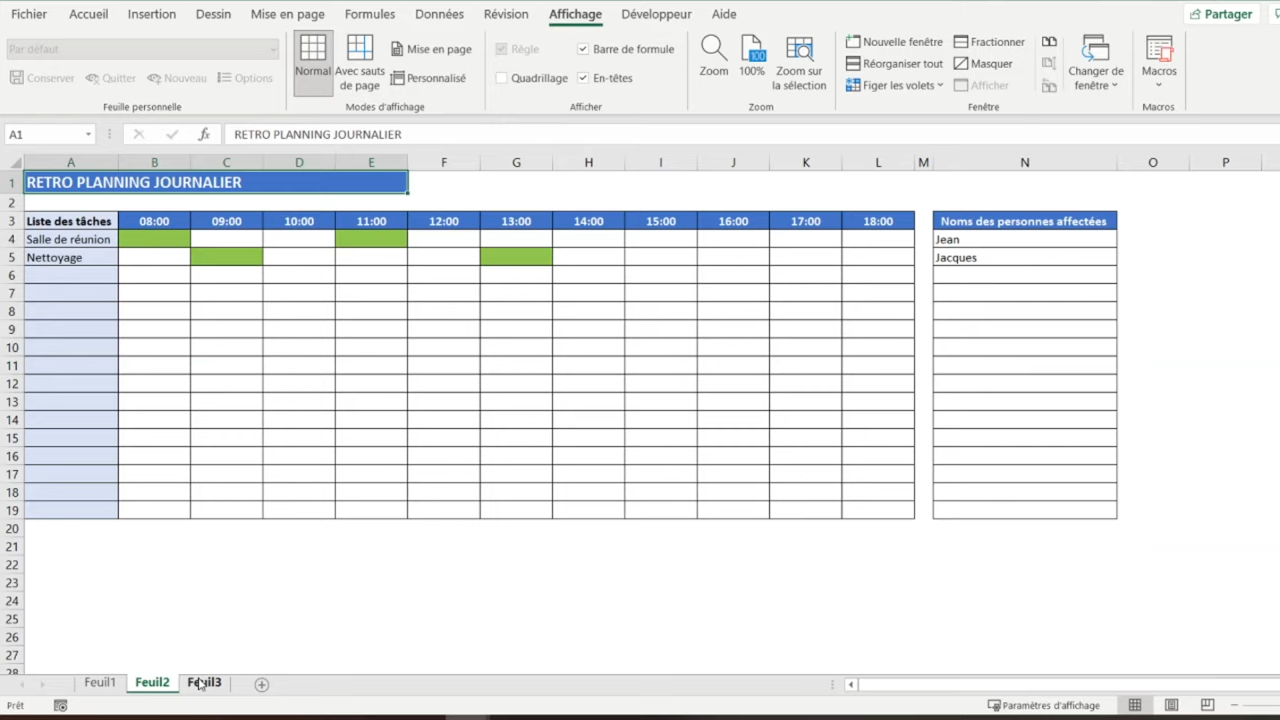 Fichier Accueil Insertion Dessin Mise en page Formules Données Révision Affichage Développeur Aide Partager
Par défaut
Conserver Quitter Nouveau Options
Feuille personnelle
Normal
Avec sauts
de page
Mise en page
Personnalisé
Modes d'affichage
Règle Barre de formule
Quadrillage En-têtes
Afficher
Zoom
100
100%
Zoom sur
la sélection
Zoom
Nouvelle fenêtre
Réorganiser tout
Figer les volets
Fractionner
Masquer
Afficher
Changer de
fenêtre
Fenêtre
Macros
Macros
A1 fx RETRO PLANNING JOURNALIER
A B C D E F G H I J K L M N O P
1 RETRO PLANNING JOURNALIER
2
3 Liste des tâches 08:00 09:00 10:00 11:00 12:00 13:00 14:00 15:00 16:00 17:00 18:00 Noms des personnes affectées
4 Salle de réunion Jean
5 Nettoyage Jacques
6
7
8
9
10
11
12
13
14
15
16
17
18
19
20
21
22
23
24
25
26
27
28
Feuil1 Feuil2 Feuil3
Prêt Paramètres d'affichage